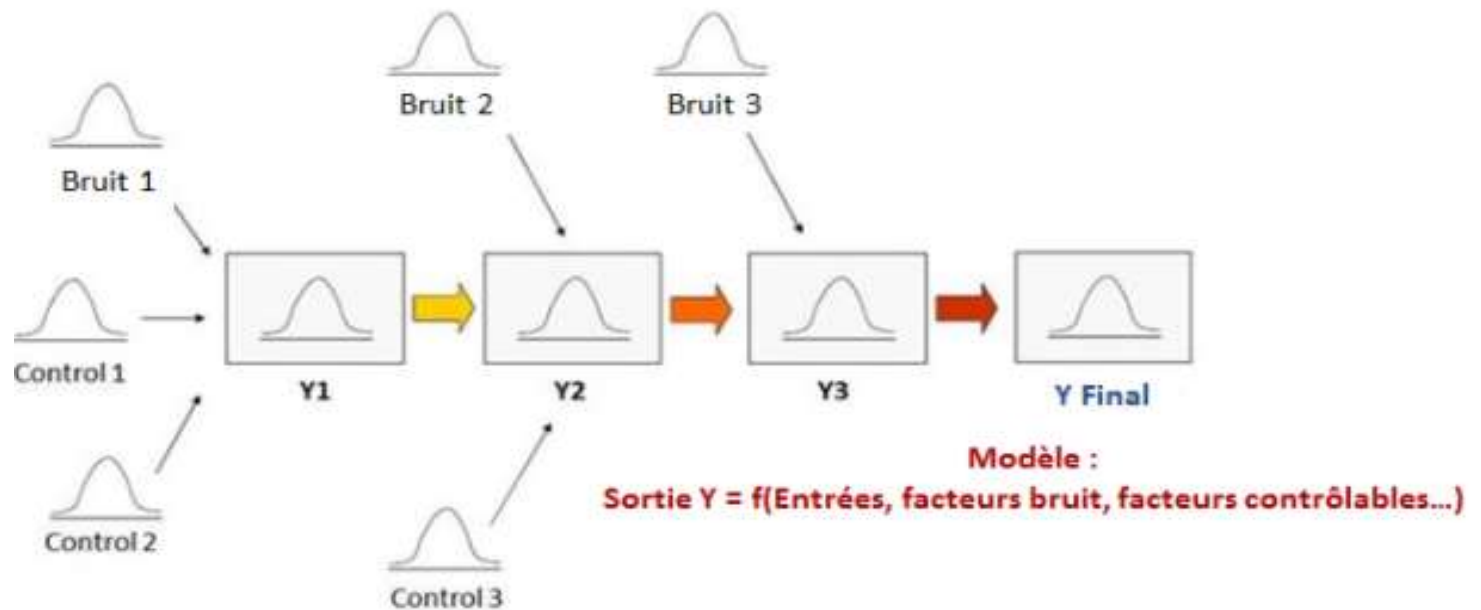 Bruit 2
Bruit 3
Bruit 1
Control 1
Y1
Y2
Y3
Y Final
Control 2
Control 3
Modèle :
Sortie Y = f(Entrées, facteurs bruit, facteurs contrôlables...)